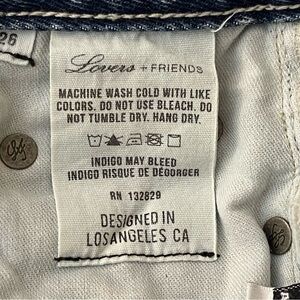 26
Lovers + FRIENDS
MACHINE WASH COLD WITH LIKE
COLORS. DO NOT USE BLEACH. DO
NOT TUMBLE DRY. HANG DRY.
INDIGO MAY BLEED
INDIGO RISQUE DE DÉGORGER
RN 132829
DESIGNED IN
LOSANGELES CA